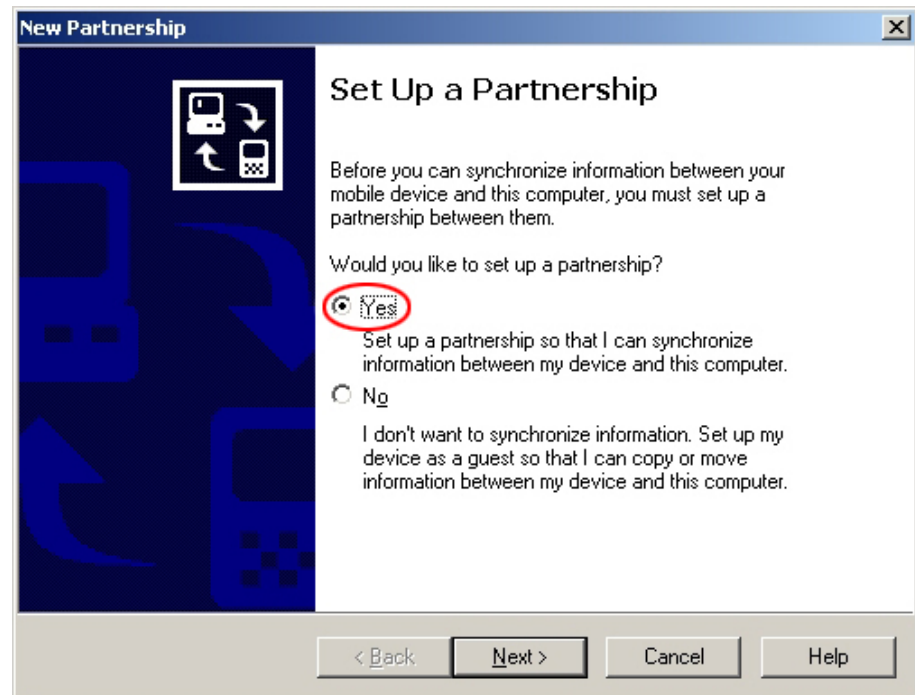 New Partnership
Set Up a Partnership
Before you can synchronize information between your
mobile device and this computer, you must set up a
partnership between them.
Would you like to set up a partnership?
Yes
Set up a partnership so that I can synchronize
information between my device and this computer.
No
I don't want to synchronize information. Set up my
device as a guest so that I can copy or move
information between my device and this computer.
< Back
Next >
Cancel
Help